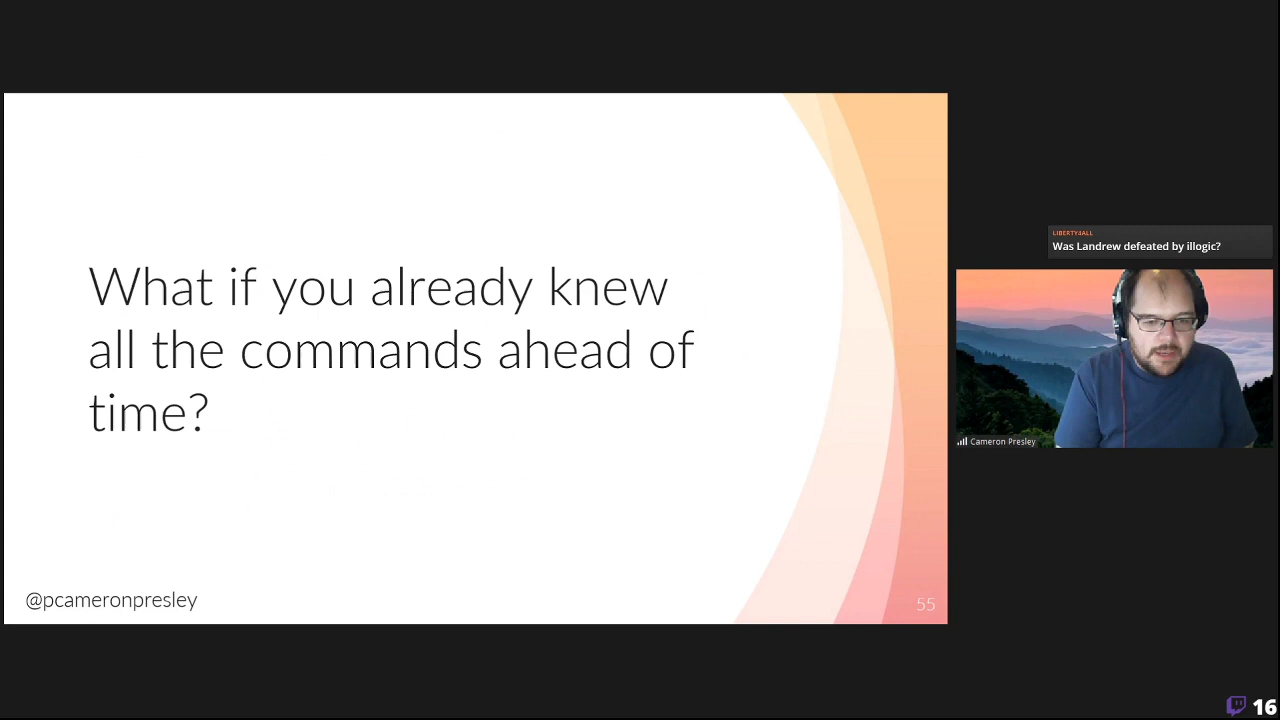 What if you already knew
all the commands ahead of
time?
@pcameronpresley
55
LIBERTY4ALL
Was Landrew defeated by illogic?
Cameron Presley
16